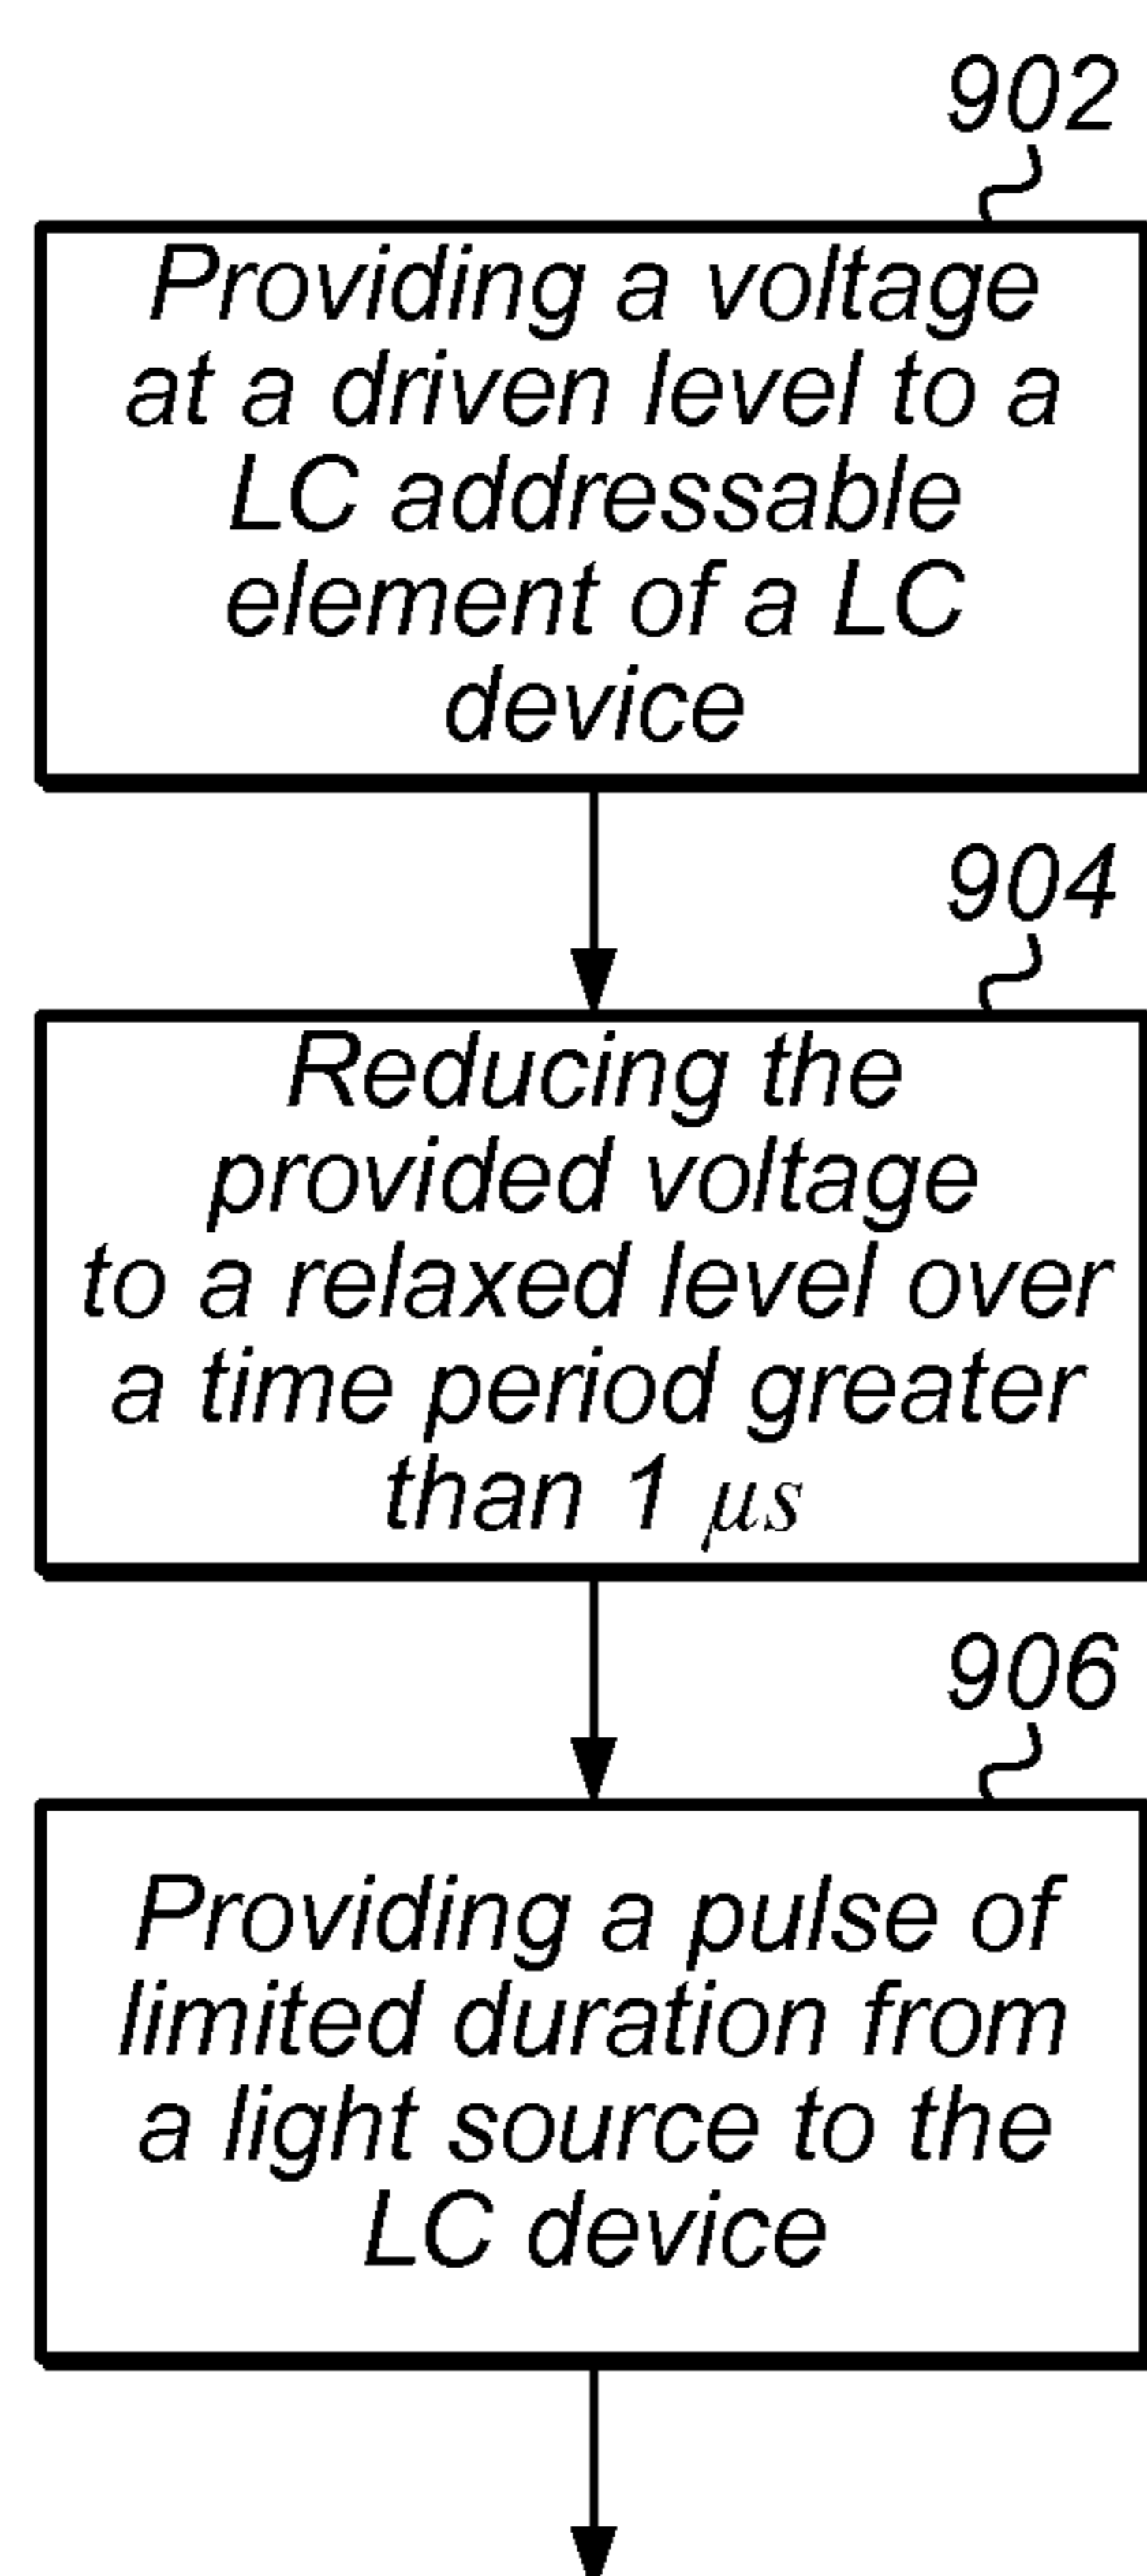 902
Providing a voltage
at a driven level to a
LC addressable
element of a LC
device
904
Reducing the
provided voltage
to a relaxed level over
a time period greater
than 1 µs
906
Providing a pulse of
limited duration from
a light source to the
LC device